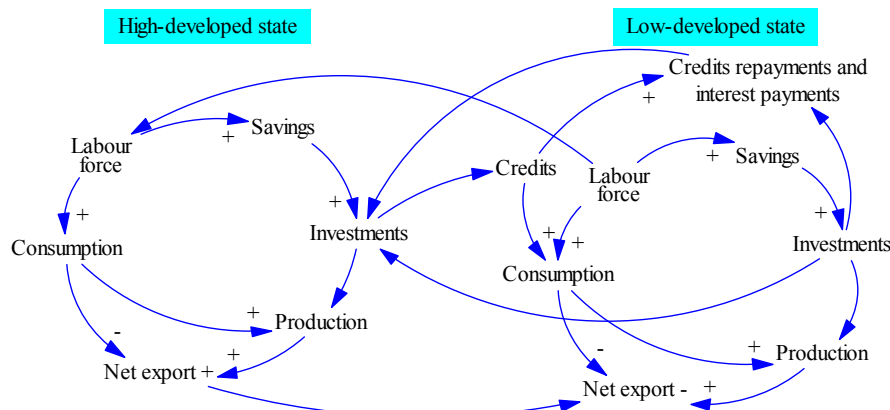 High-developed state
Low-developed state
Credits repayments and
interest payments
+
+
Savings
Labour
force
+
Savings
Credits
Labour
force
+
+
+
Consumption
Investments
+
+
Investments
Consumption
+
Production
-
+
Net export +
-
+
Production
Net export -
+